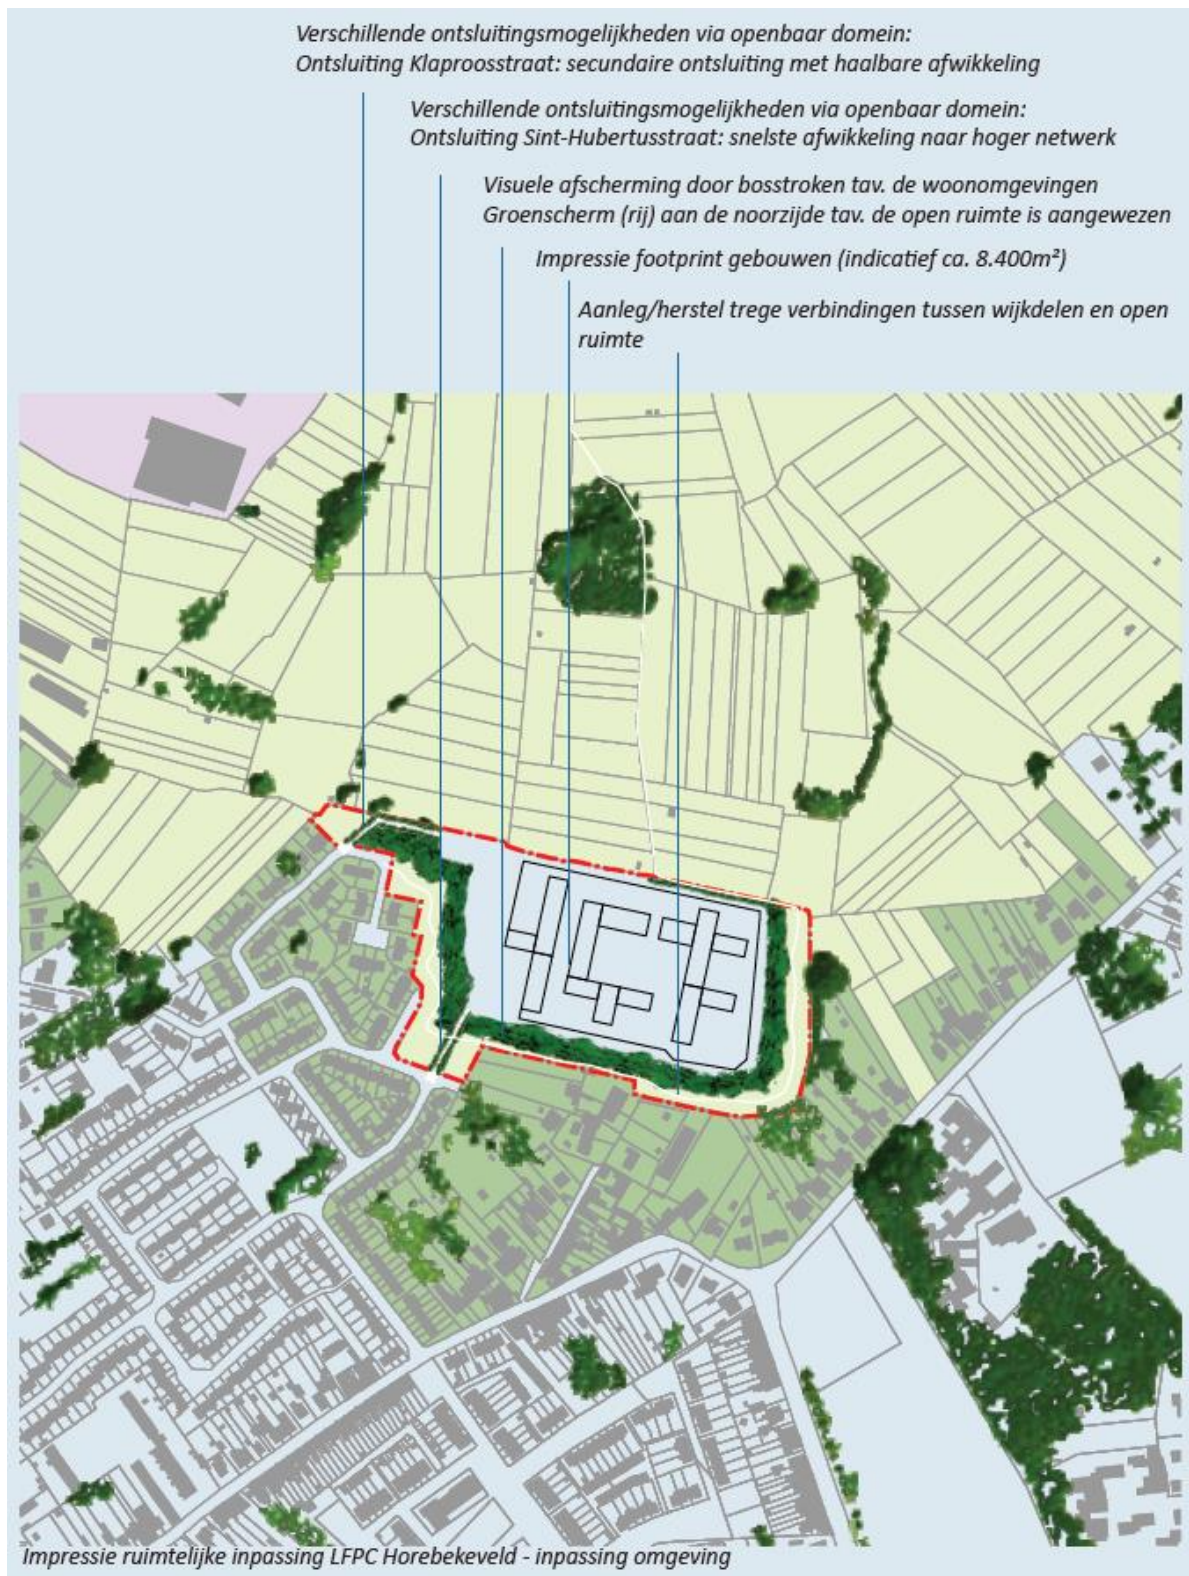 Verschillende ontsluitingsmogelijkheden via openbaar domein:
Ontsluiting Klaproosstraat: secundaire ontsluiting met haalbare afwikkeling
Verschillende ontsluitingsmogelijkheden via openbaar domein:
Ontsluiting Sint-Hubertusstraat: snelste afwikkeling naar hoger netwerk
Visuele afscherming door bosstroken tav. de woonomgevingen
Groenscherm (rij) aan de noorzijde tav. de open ruimte is aangewezen
Impressie footprint gebouwen (indicatief ca. 8.400m²)
Aanleg/herstel trege verbindingen tussen wijkdelen en open
ruimte
Impressie ruimtelijke inpassing LFPC Horebekeveld - inpassing omgeving